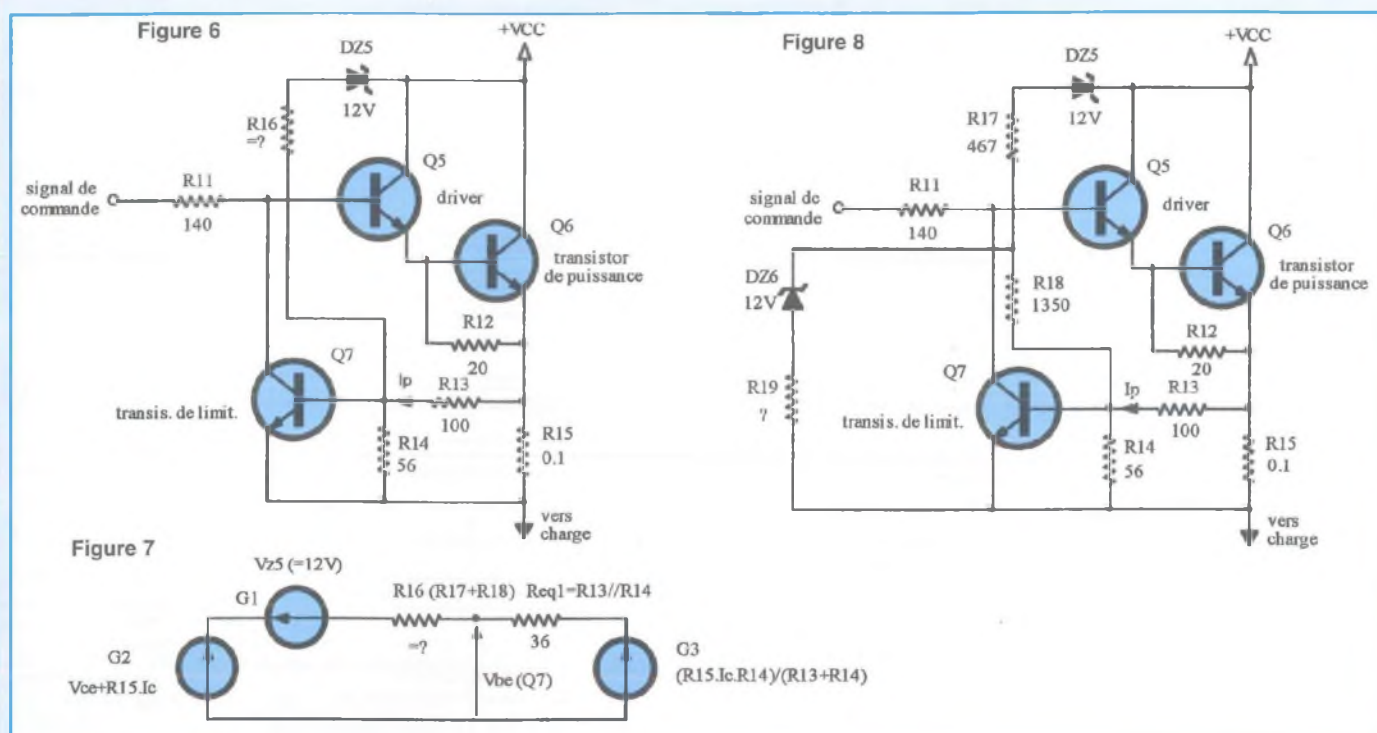 Figure 6
+VCC
DZ5
12V
R16
=?
Q5
driver
signal de
commande
R11
140
Q6
transistor
de puissance
R12
20
Q7
transis. de limit.
Ip
R13
100
R14
56
R15
0.1
vers
charge
Figure 8
+VCC
DZ5
12V
R17
467
Q5
driver
signal de
commande
R11
140
Q6
transistor
de puissance
DZ6
12V
R18
1350
R12
20
Q7
R19
?
transis. de limit.
Ip
R13
100
R14
56
R15
0.1
vers
charge
Figure 7
Vz5 (=12V)
G1
R16 (R17+R18)
=?
Req1=R13//R14
36
G2
Vce+R15.Ic
Vbe (Q7)
G3
(R15.Ic.R14)/(R13+R14)